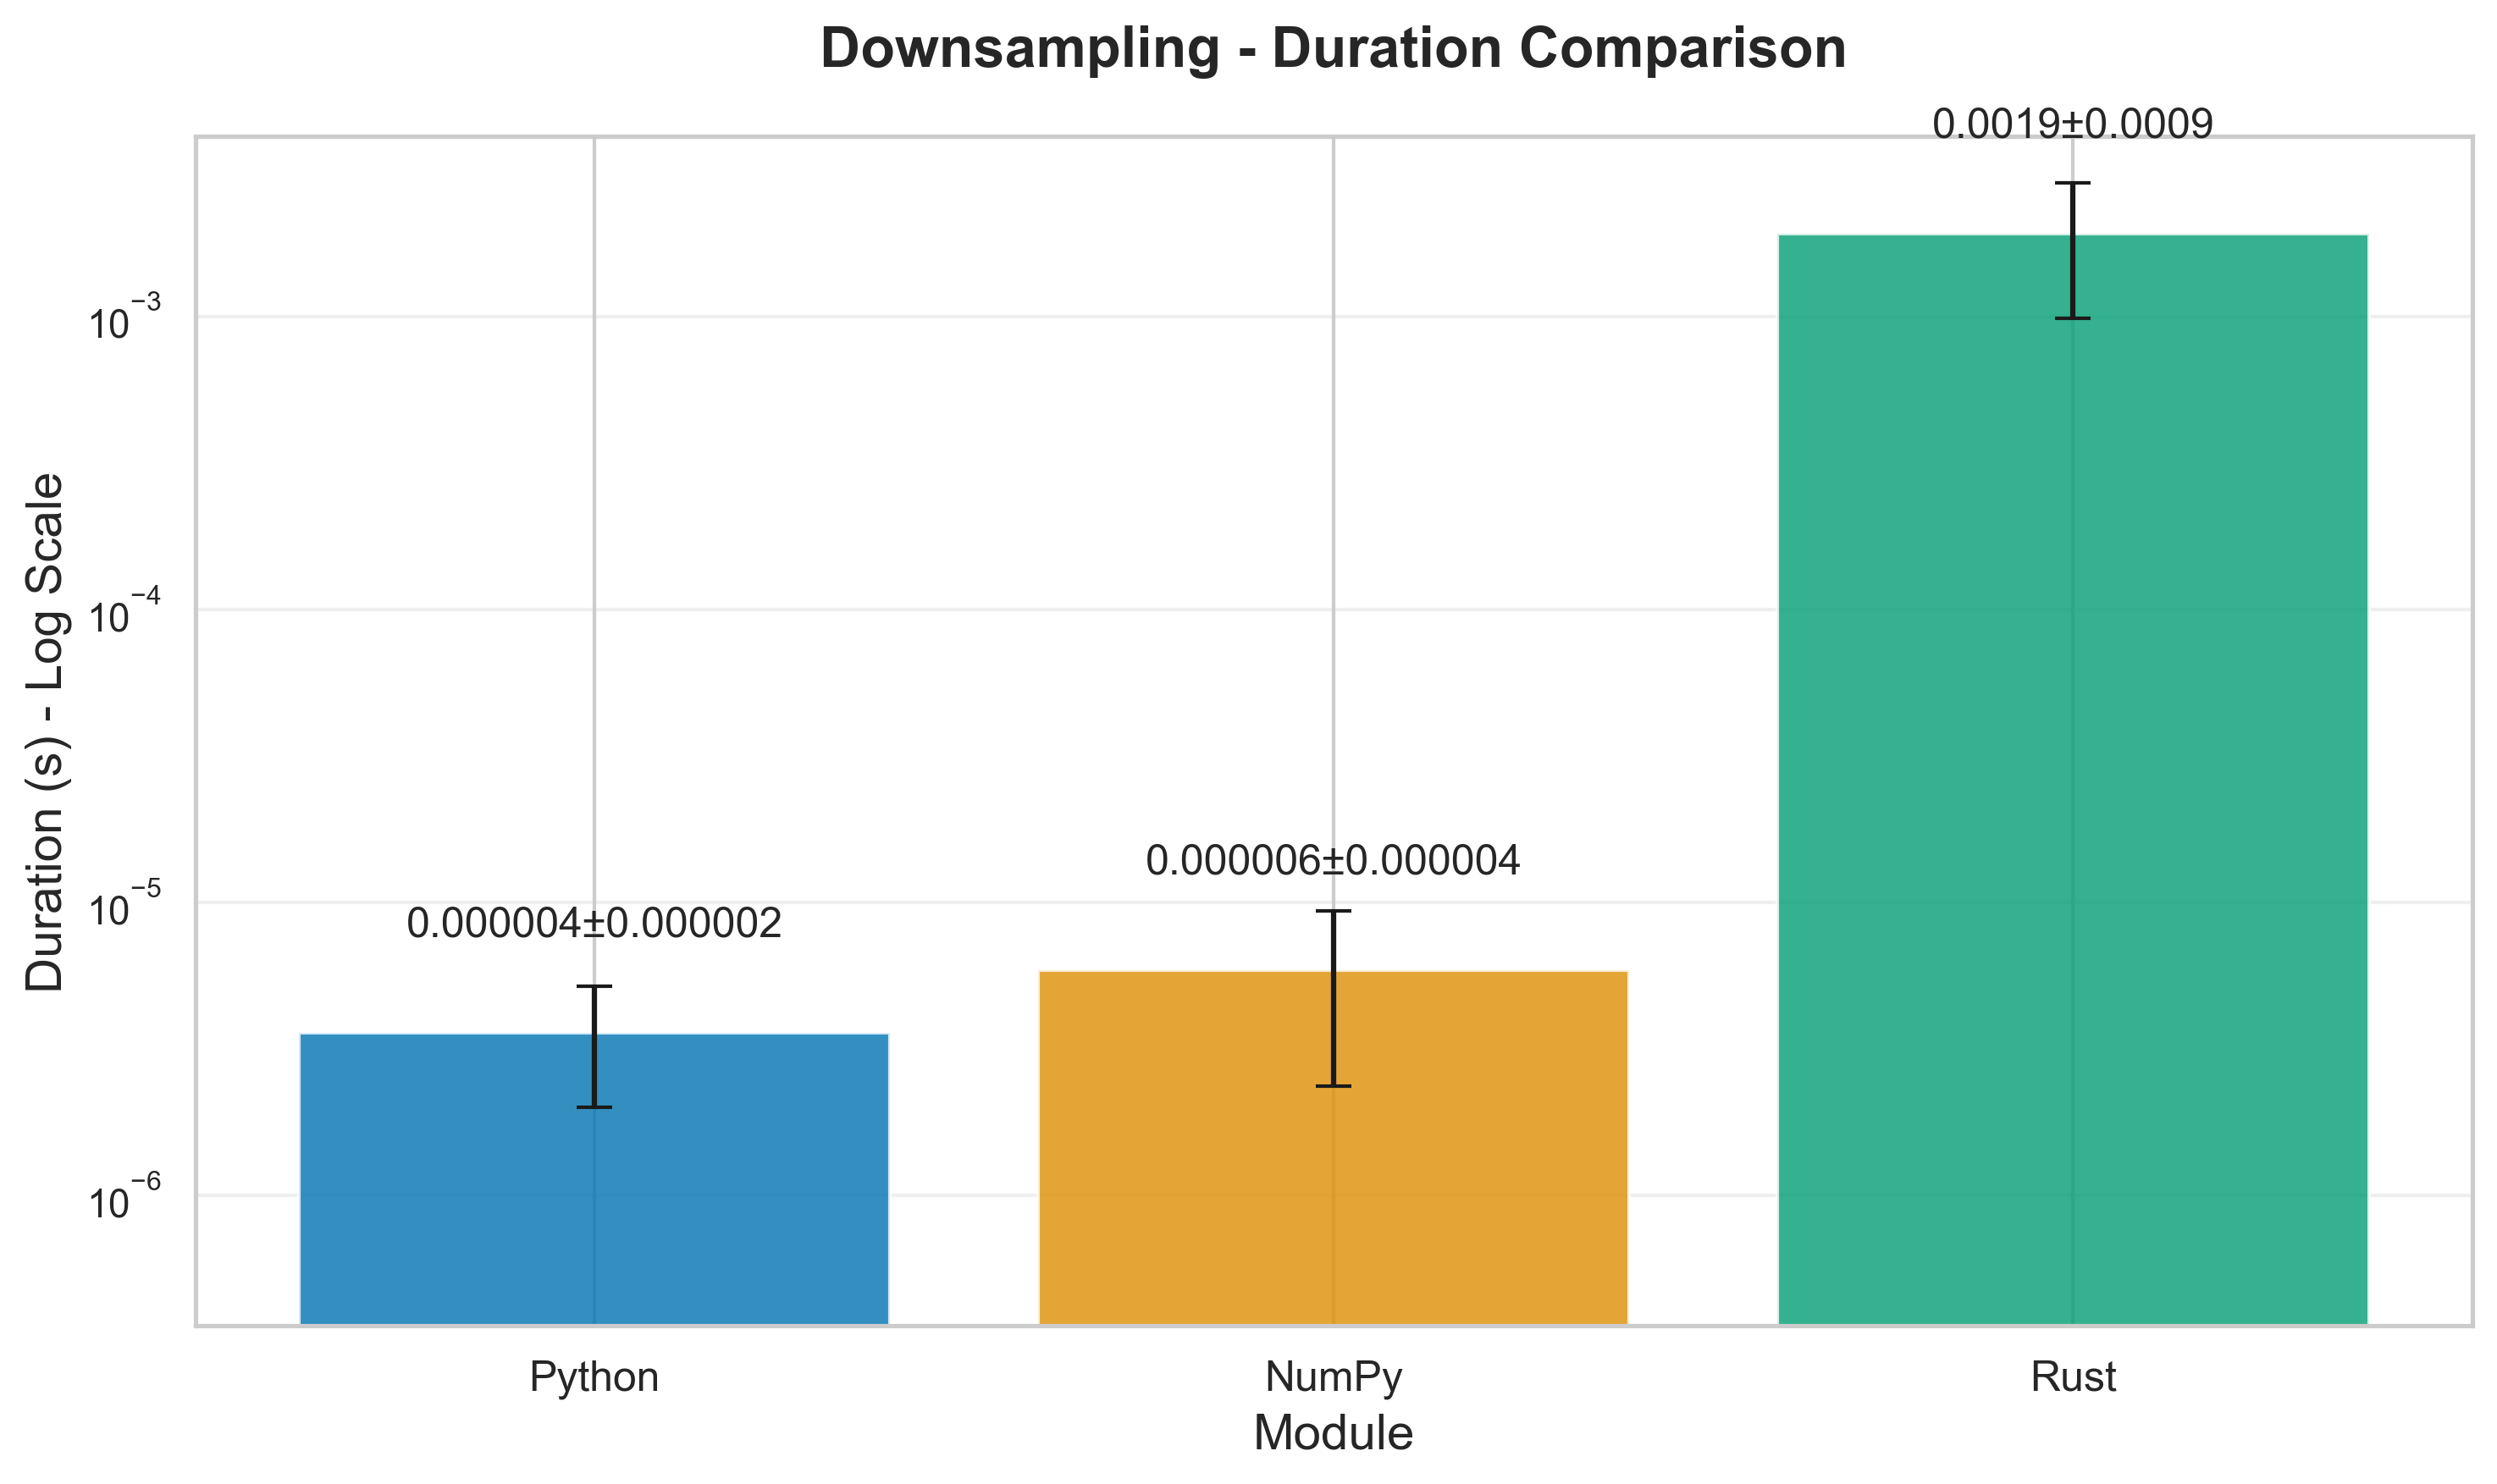 Downsampling - Duration Comparison
0.0019±0.0009
10⁻³
10⁻⁴
0.000006±0.000004
10⁻⁵
0.000004±0.000002
10⁻⁶
Duration (s) - Log Scale
Python NumPy Rust
Module